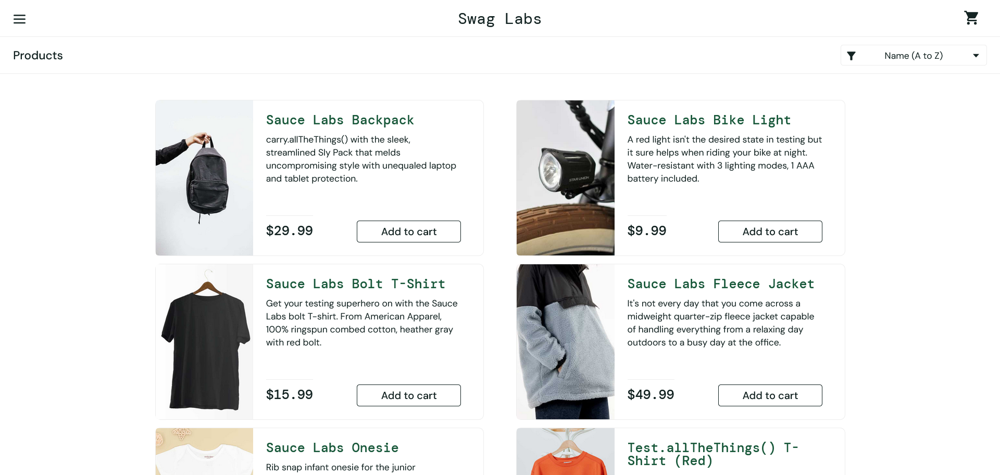 Swag Labs
Products
Name (A to Z)
Sauce Labs Backpack
carry.allTheThings() with the sleek,
streamlined Sly Pack that melds
uncompromising style with unequaled laptop
and tablet protection.
$29.99
Add to cart
Sauce Labs Bike Light
A red light isn't the desired state in testing but
it sure helps when riding your bike at night.
Water-resistant with 3 lighting modes, 1 AAA
battery included.
$9.99
Add to cart
STAR UNION
Sauce Labs Bolt T-Shirt
Get your testing superhero on with the Sauce
Labs bolt T-shirt. From American Apparel,
100% ringspun combed cotton, heather gray
with red bolt.
$15.99
Add to cart
Sauce Labs Fleece Jacket
It's not every day that you come across a
midweight quarter-zip fleece jacket capable
of handling everything from a relaxing day
outdoors to a busy day at the office.
$49.99
Add to cart
Sauce Labs Onesie
Rib snap infant onesie for the junior
Test.allTheThings() T-
Shirt (Red)